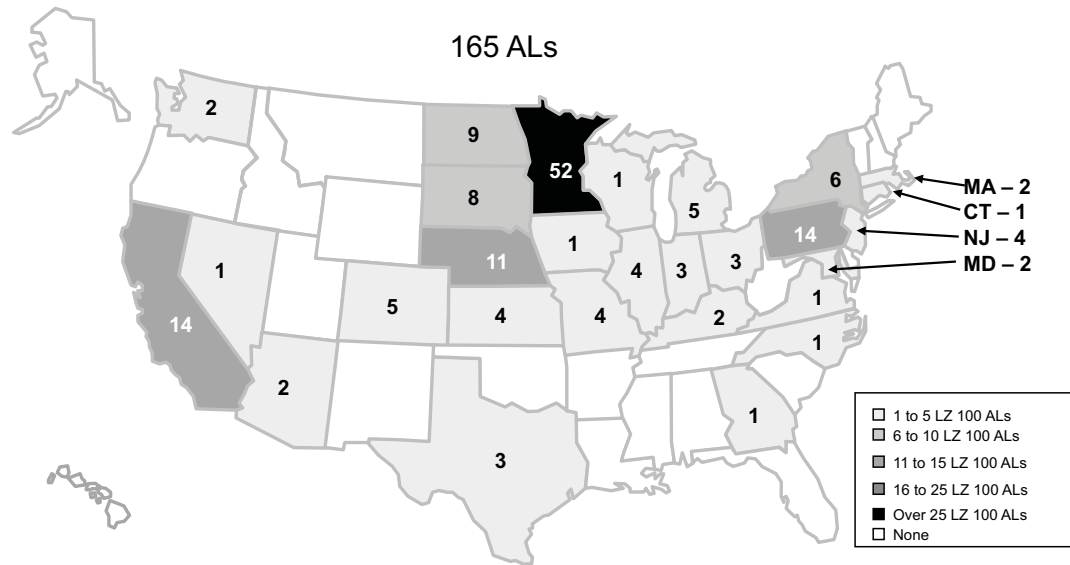 165 ALs
2
9
52
1
6
MA – 2
CT – 1
NJ – 4
MD – 2
8
5
14
1
11
1
4
3
3
5
4
4
2
1
1
14
2
3
1
1 to 5 LZ 100 ALs
6 to 10 LZ 100 ALs
11 to 15 LZ 100 ALs
16 to 25 LZ 100 ALs
Over 25 LZ 100 ALs
None